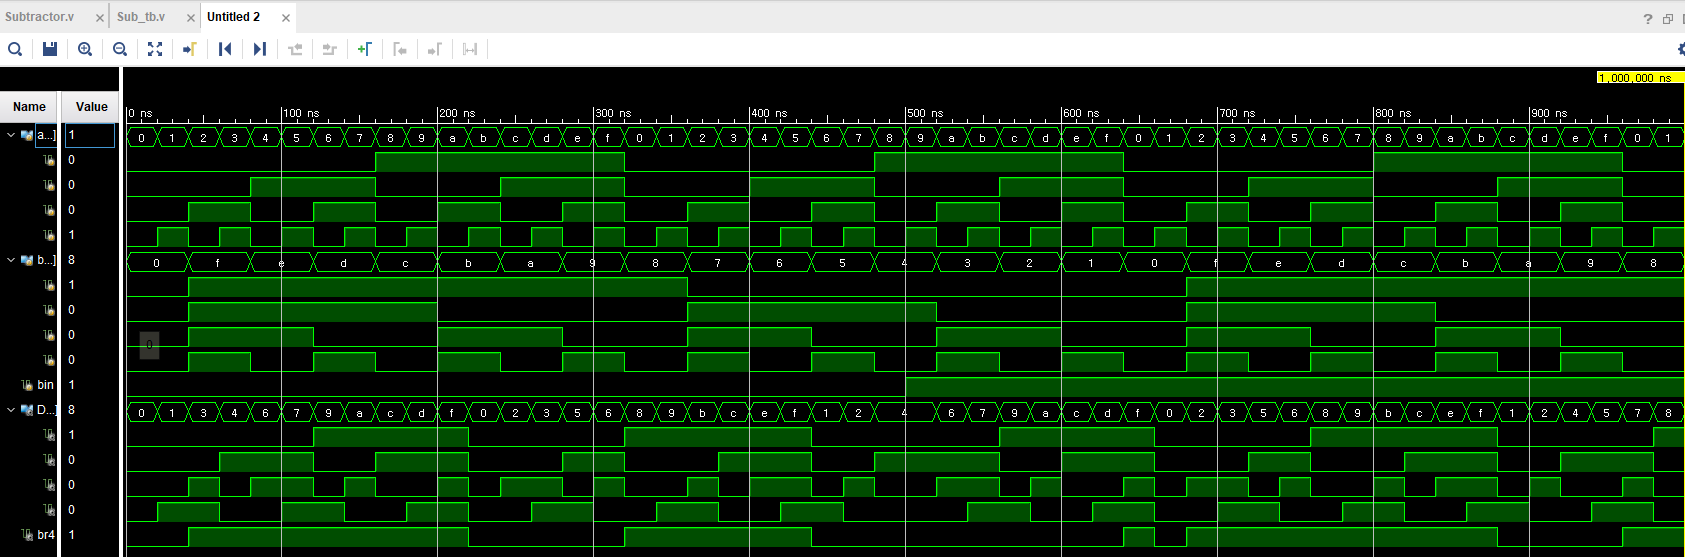 Subtractor.v × Sub_tb.v × Untitled 2 ×
?
1,000,000 ns
Name Value 0 ns 100 ns 200 ns 300 ns 400 ns 500 ns 600 ns 700 ns 800 ns 900 ns
a...] 1 0 1 2 3 4 5 6 7 8 9 a b c d e f 0 1 2 3 4 5 6 7 8 9 a b c d e f 0 1 2 3 4 5 6 7 8 9 a b c d e f 0 1
0
0
0
1
b...] 8 0 f e d c b a 9 8 7 6 5 4 3 2 1 0 f e d c b a 9 8
1
0
0 0
0
bin 1
D...] 8 0 1 3 4 6 7 9 a c d f 0 2 3 5 6 8 9 b c e f 1 2 4 6 7 9 a c d f 0 2 3 5 6 8 9 b c e f 1 2 4 5 7 8
1
0
0
0
br4 1